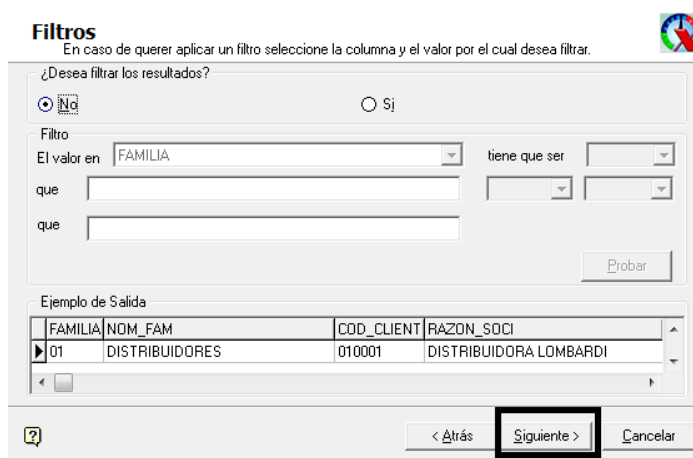 Filtros
En caso de querer aplicar un filtro seleccione la columna y el valor por el cual desea filtrar.
¿Desea filtrar los resultados?
No Si
Filtro
El valor en FAMILIA tiene que ser
que
que
Probar
Ejemplo de Salida
FAMILIA NOM_FAM COD_CLIENT RAZON_SOCI
01 DISTRIBUIDORES 010001 DISTRIBUIDORA LOMBARDI
? < Atrás Siguiente > Cancelar